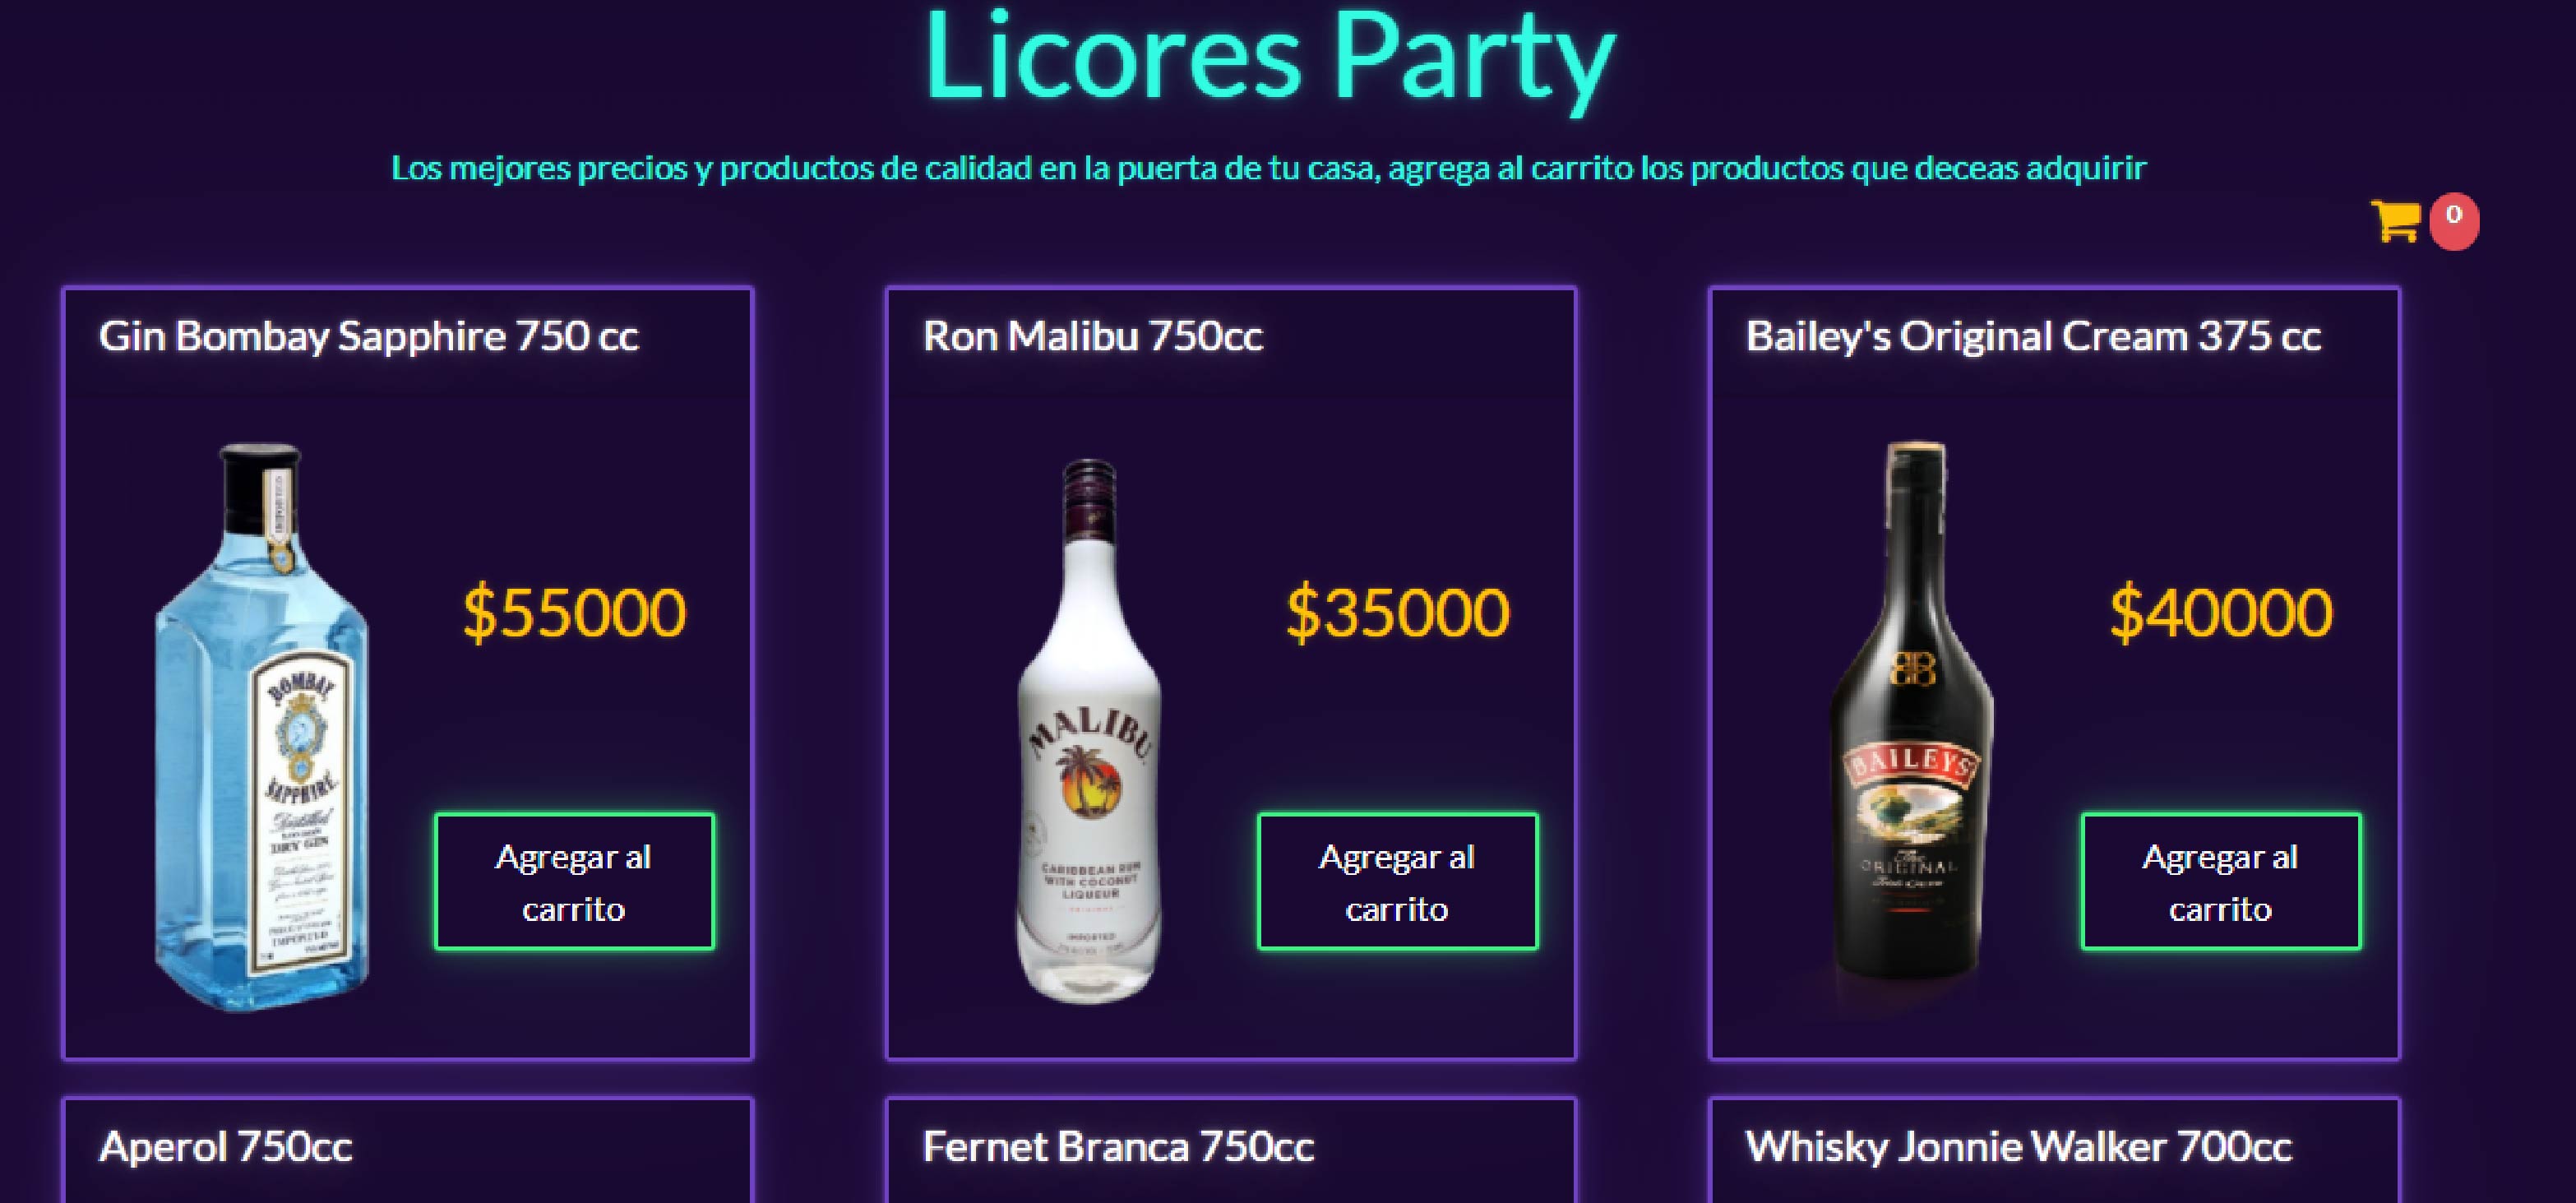 Licores Party
Los mejores precios y productos de calidad en la puerta de tu casa, agrega al carrito los productos que deceas adquirir
0
Gin Bombay Sapphire 750 cc
Ron Malibu 750cc
Bailey's Original Cream 375 cc
$55000
$35000
$40000
BOMBAY
SAPPHIRE
Distilled
LONDON
DRY GIN
IMPORTED
MALIBU
CARIBBEAN RUM
WITH COCONUT
LIQUEUR
ORIGINAL
IMPORTED
BAILEYS
The
ORIGINAL
Agregar al
carrito
Agregar al
carrito
Agregar al
carrito
Aperol 750cc
Fernet Branca 750cc
Whisky Jonnie Walker 700cc